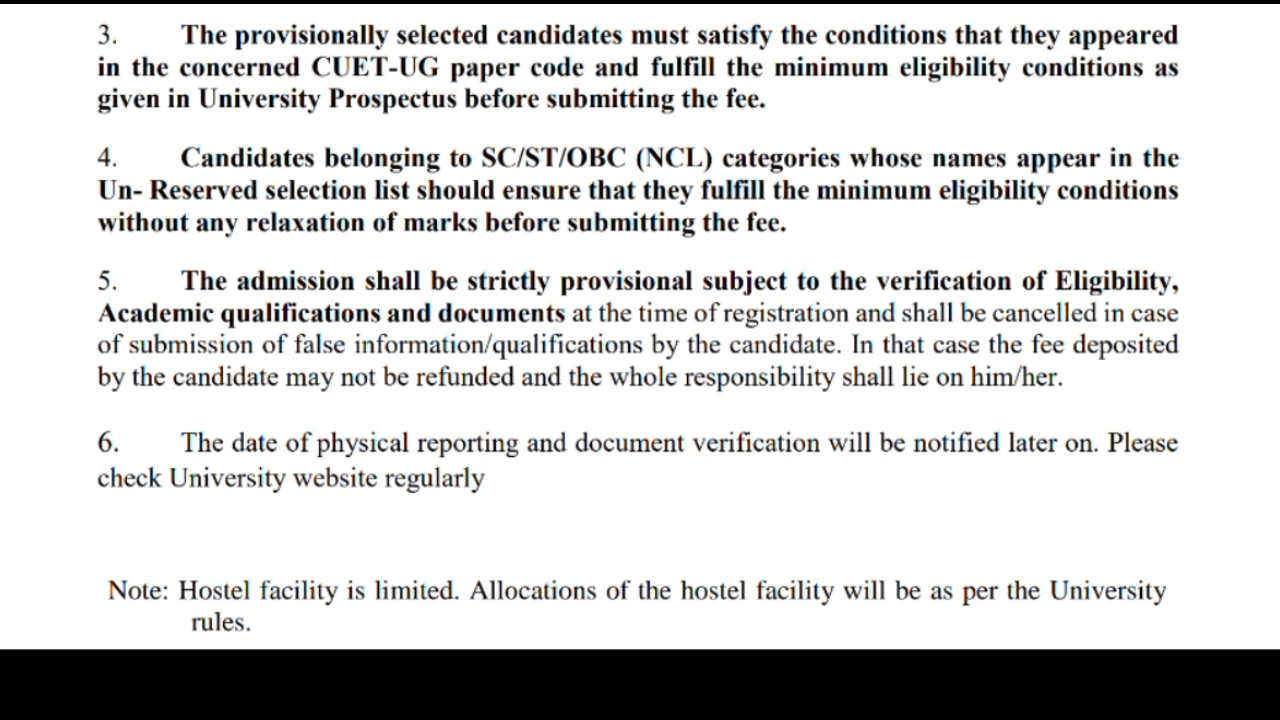 3. The provisionally selected candidates must satisfy the conditions that they appeared
in the concerned CUET-UG paper code and fulfill the minimum eligibility conditions as
given in University Prospectus before submitting the fee.
4. Candidates belonging to SC/ST/OBC (NCL) categories whose names appear in the
Un- Reserved selection list should ensure that they fulfill the minimum eligibility conditions
without any relaxation of marks before submitting the fee.
5. The admission shall be strictly provisional subject to the verification of Eligibility,
Academic qualifications and documents at the time of registration and shall be cancelled in case
of submission of false information/qualifications by the candidate. In that case the fee deposited
by the candidate may not be refunded and the whole responsibility shall lie on him/her.
6. The date of physical reporting and document verification will be notified later on. Please
check University website regularly
Note: Hostel facility is limited. Allocations of the hostel facility will be as per the University
rules.